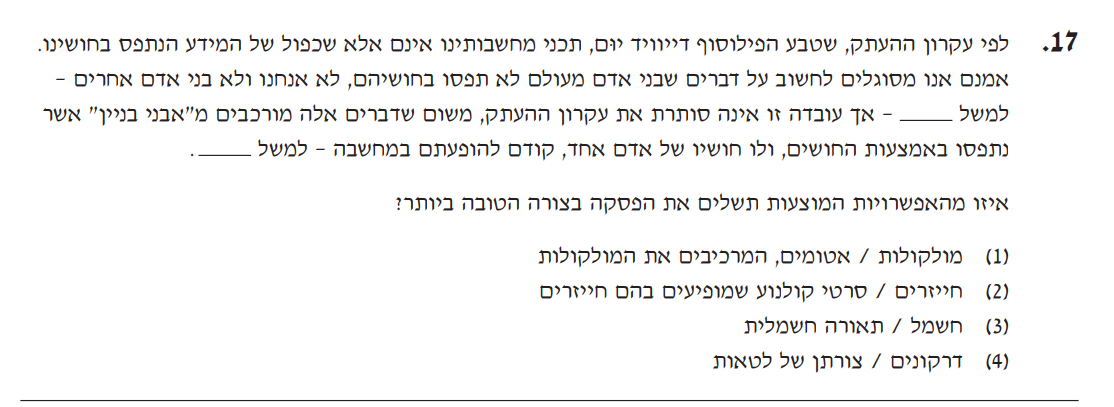 17. לפי עקרון ההעתק, שטבע הפילוסוף דייוויד יוּם, תכני מחשבותינו אינם אלא שכפול של המידע הנתפס בחושינו.
אמנם אנו מסוגלים לחשוב על דברים שבני אדם מעולם לא תפסו בחושיהם, לא אנחנו ולא בני אדם אחרים –
למשל _____ – אך עובדה זו אינה סותרת את עקרון ההעתק, משום שדברים אלה מורכבים מ"אבני בניין" אשר
נתפסו באמצעות החושים, ולו חושיו של אדם אחד, קודם להופעתם במחשבה – למשל _____.
איזו מהאפשרויות המוצעות תשלים את הפסקה בצורה הטובה ביותר?
(1) מולקולות / אטומים, המרכיבים את המולקולות
(2) חייזרים / סרטי קולנוע שמופיעים בהם חייזרים
(3) חשמל / תאורה חשמלית
(4) דרקונים / צורתן של לטאות